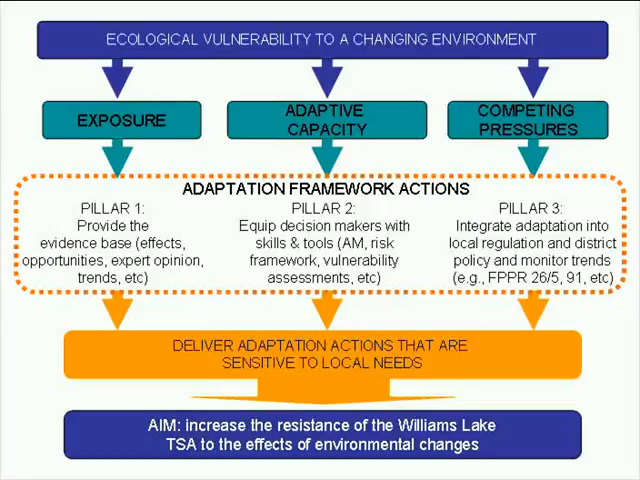 ECOLOGICAL VULNERABILITY TO A CHANGING ENVIRONMENT
EXPOSURE
ADAPTIVE
CAPACITY
COMPETING
PRESSURES
ADAPTATION FRAMEWORK ACTIONS
PILLAR 1:
Provide the
evidence base (effects,
opportunities, expert opinion,
trends, etc)
PILLAR 2:
Equip decision makers with
skills & tools (AM, risk
framework, vulnerability
assessments, etc)
PILLAR 3:
Integrate adaptation into
local regulation and district
policy and monitor trends
(e.g., FPPR 26/5, 91, etc)
DELIVER ADAPTATION ACTIONS THAT ARE
SENSITIVE TO LOCAL NEEDS
AIM: increase the resistance of the Williams Lake
TSA to the effects of environmental changes